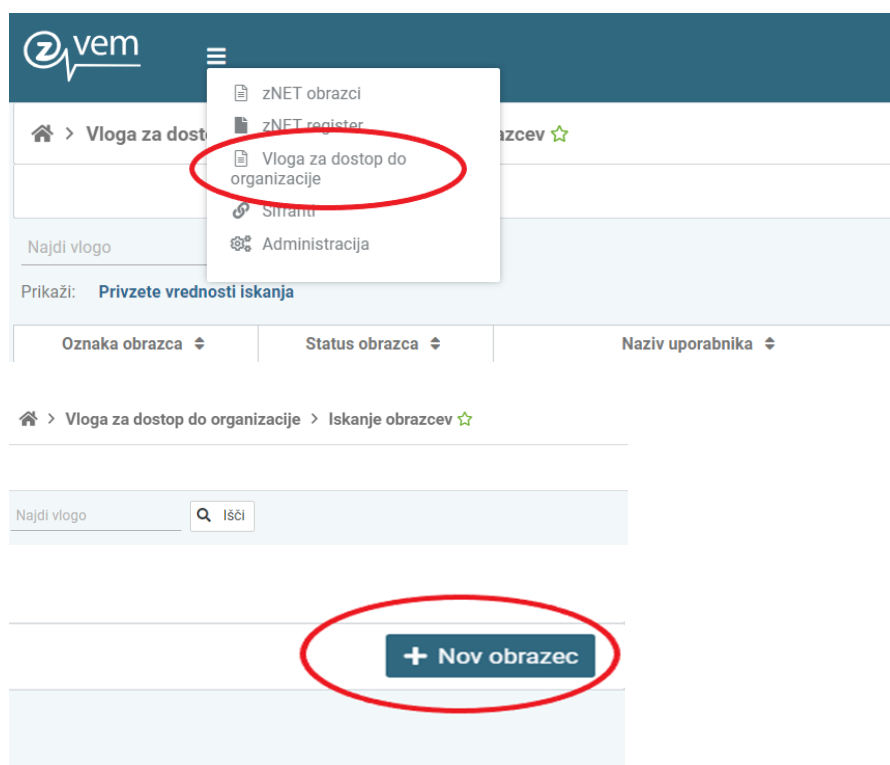 zvem
zNET obrazci
zNET register
Vloga za dost
azcev
Vloga za dostop do
organizacije
Šifranti
Najdi vlogo
Administracija
Prikaži: Privzete vrednosti iskanja
Oznaka obrazca Status obrazca Naziv uporabnika
> Vloga za dostop do organizacije > Iskanje obrazcev
Najdi vlogo Išči
+ Nov obrazec